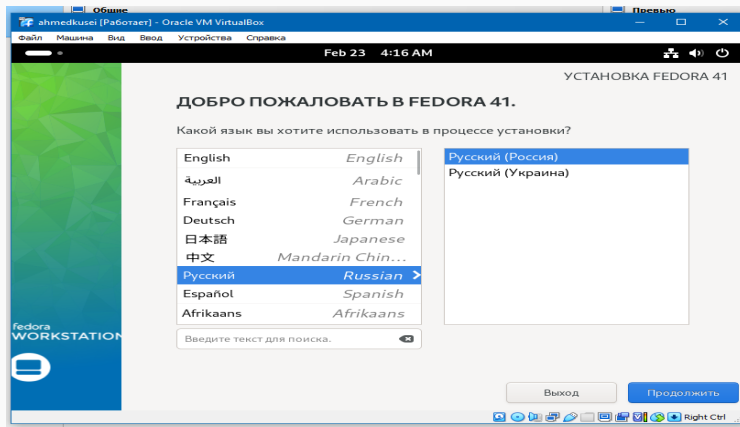 Общие
Превью
ahmedkusei [Работает] - Oracle VM VirtualBox
Файл Машина Вид Ввод Устройства Справка
Feb 23 4:16 AM
УСТАНОВКА FEDORA 41
ДОБРО ПОЖАЛОВАТЬ В FEDORA 41.
Какой язык вы хотите использовать в процессе установки?
English English
العربية Arabic
Français French
Deutsch German
日本語 Japanese
中文 Mandarin Chin...
Русский Russian
Español Spanish
Afrikaans Afrikaans
Русский (Россия)
Русский (Украина)
Введите текст для поиска.
fedora
WORKSTATION
Выход
Продолжить
Right Ctrl